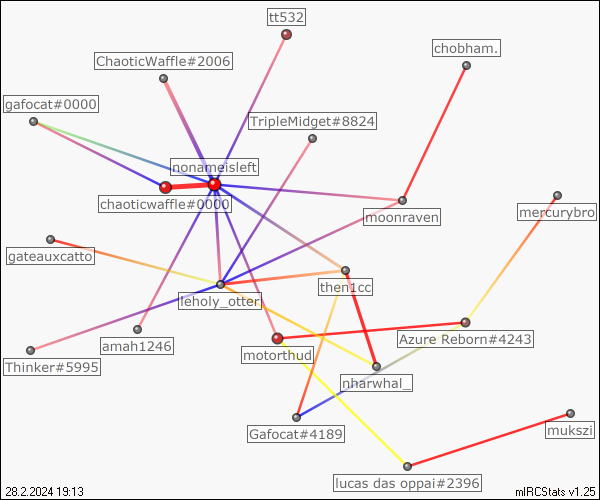 tt532
chobham.
ChaoticWaffle#2006
gafocat#0000
TripleMidget#8824
nonameisleft
chaoticwaffle#0000
moonraven
mercurybro
gateauxcatto
leholy_otter
then1cc
amah1246
Azure Reborn#4243
motorthud
Thinker#5995
nharwhal_
Gafocat#4189
mukszi
lucas das oppai#2396
28.2.2024 19:13
mIRCStats v1.25